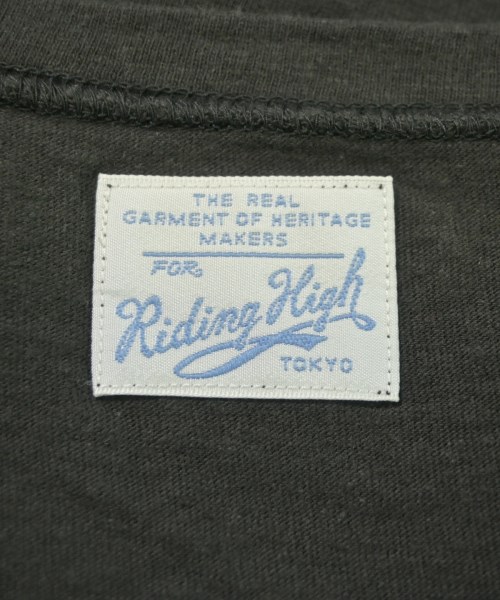 THE REAL
GARMENT OF HERITAGE
MAKERS
FOR
Riding High
TOKYO